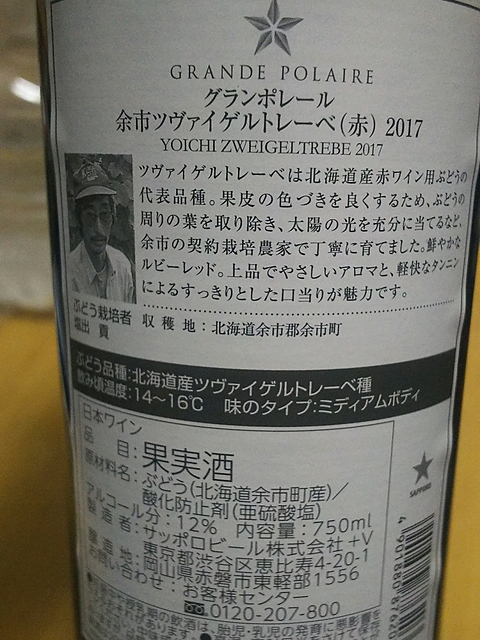 GRANDE POLAIRE
グランポレール
余市ツヴァイゲルトレーベ(赤) 2017
YOICHI ZWEIGELTREBE 2017
ツヴァイゲルトレーベは北海道産赤ワイン用ぶどうの
代表品種。果皮の色づきを良くするため、ぶどうの
周りの葉を取り除き、太陽の光を充分に当てるなど、
余市の契約栽培農家で丁寧に育てました。鮮やかな
ルビーレッド。上品でやさしいアロマと、軽快なタンニン
によるすっきりとした口当りが魅力です。
ぶどう栽培者
塩出 貢
収穫地:北海道余市郡余市町
ぶどう品種:北海道産ツヴァイゲルトレーベ種
飲み頃温度:14〜16℃ 味のタイプ:ミディアムボディ
日本ワイン
品目:果実酒
原材料名:ぶどう(北海道余市町産)/
酸化防止剤(亜硫酸塩)
アルコール分:12% 内容量:750ml
製造者:サッポロビール株式会社 +V
東京都渋谷区恵比寿4-20-1
製造地:岡山県赤磐市東軽部1556
お問い合わせ:お客様センター
0120-207-800
胎児・乳児の発育に悪影響を
SAPPORO